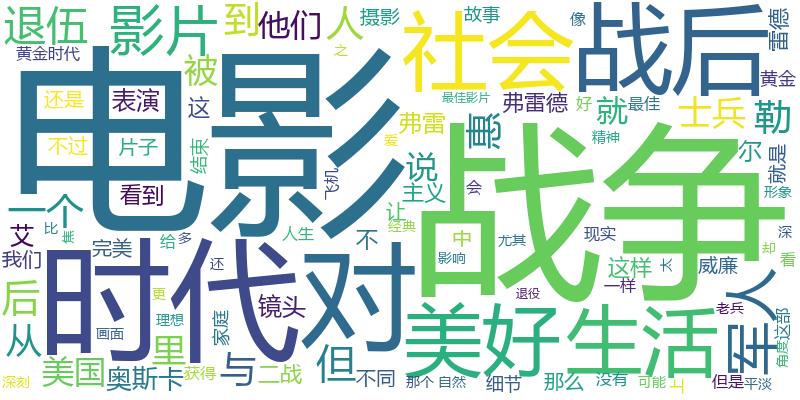 退伍
影片
到
他们
人
摄影
故事
像
雷德
黄金时代
被
社会
战后
黄金
电影
还是
表演
这
最佳影片
弗雷德
好
就
最佳
士兵
勒
不过
片子
结束
弗雷
惠
精神
尔
看到
飞机
爱
说
主义
战争
就是
一个
会
形象
艾
比
焦
完美
给
多
人生
让
经典
中
尤其
现实
深
却
看
我们
时代
对
还
不
影响
这样
太
威廉
后
更
镜头
退役
一样
军人
老兵
从
画面
理想
家庭
里
但
美好
生活
角度
这部
深刻
美国
奥斯卡
获得
与
二战
不同
那个
自然
细节
那么
没有
可能
上
但是
平淡
之